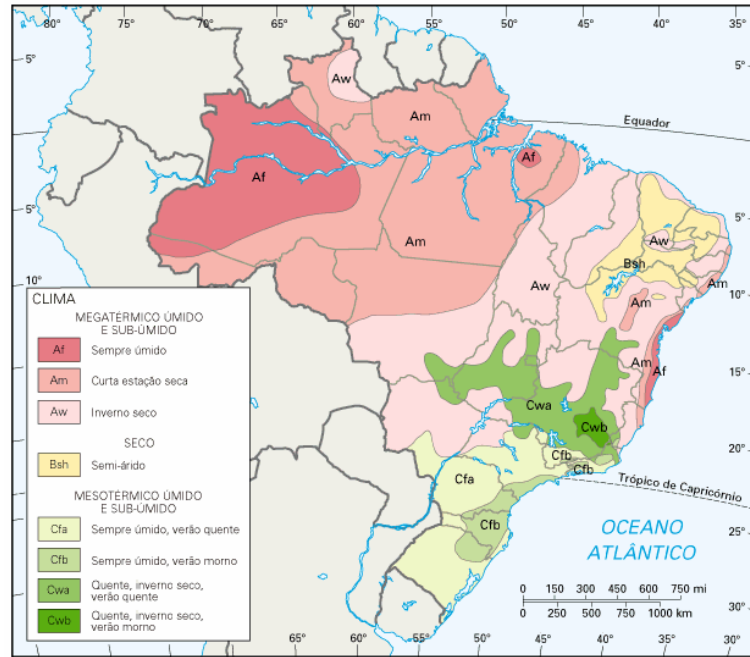 80° 75° 70° 65° 60° 55° 50° 45° 40° 35°
5°
5°
Aw
Am
Equador
Af
Af
5°
5°
Am
Aw
Bsh
10°
10°
Aw
Am
Am
CLIMA
MEGATÉRMICO ÚMIDO
E SUB-ÚMIDO
Af Sempre úmido
Am Curta estação seca
Aw Inverno seco
SECO
Bsh Semi-árido
MESOTÉRMICO ÚMIDO
E SUB-ÚMIDO
Cfa Sempre úmido, verão quente
Cfb Sempre úmido, verão morno
Cwa Quente, inverno seco,
verão quente
Cwb Quente, inverno seco,
verão morno
Am
Af
15°
15°
Cwa
Cwb
20°
20°
Cfb
Cfb
Cfa
Trópico de Capricórnio
Cfb
OCEANO
ATLÂNTICO
25°
25°
0 150 300 450 600 750 mi
0 250 500 750 1000 km
30°
30°
65° 60° 55° 50° 45° 40° 35°